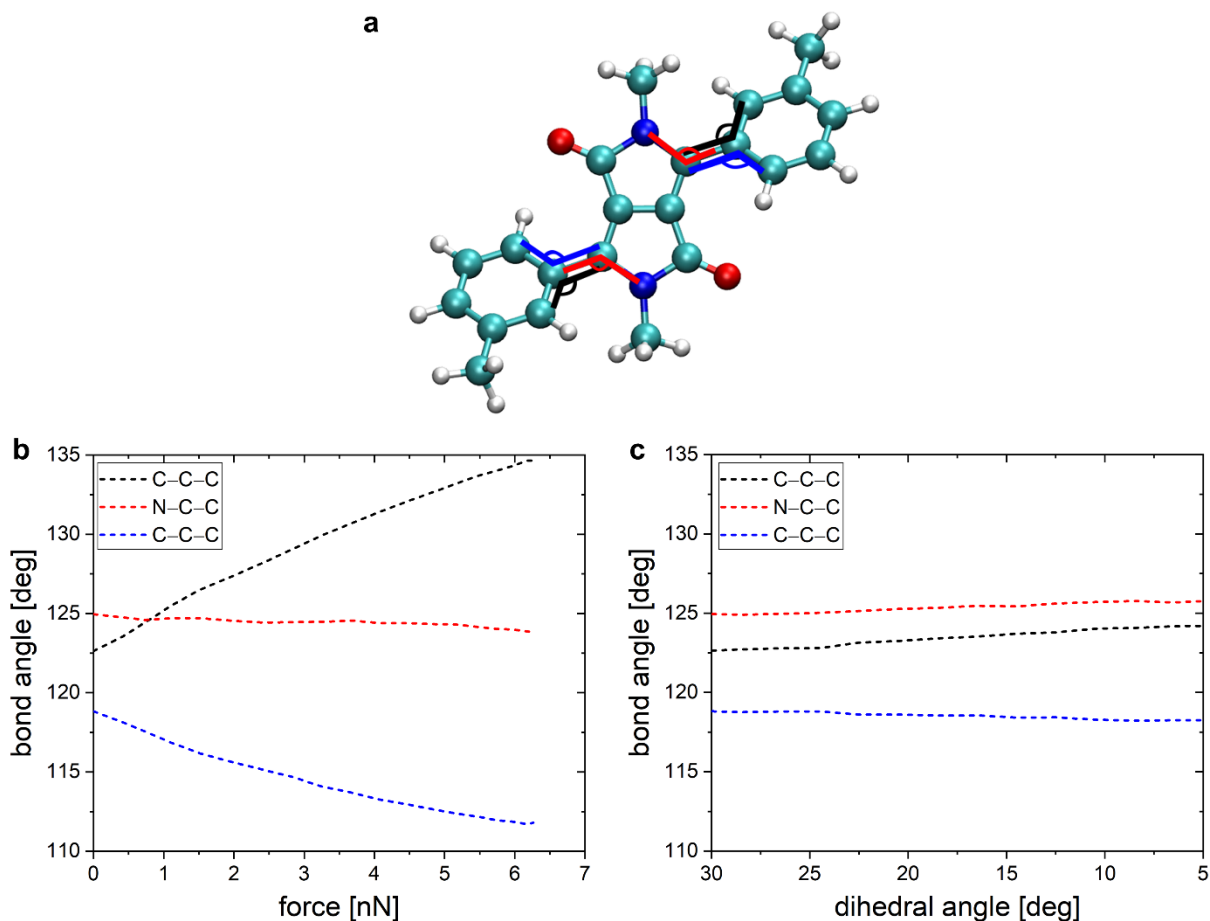 a
b
135
130
125
120
115
110
bond angle [deg]
C–C–C
N–C–C
C–C–C
0 1 2 3 4 5 6 7
force [nN]
c
135
130
125
120
115
110
bond angle [deg]
C–C–C
N–C–C
C–C–C
30 25 20 15 10 5
dihedral angle [deg]